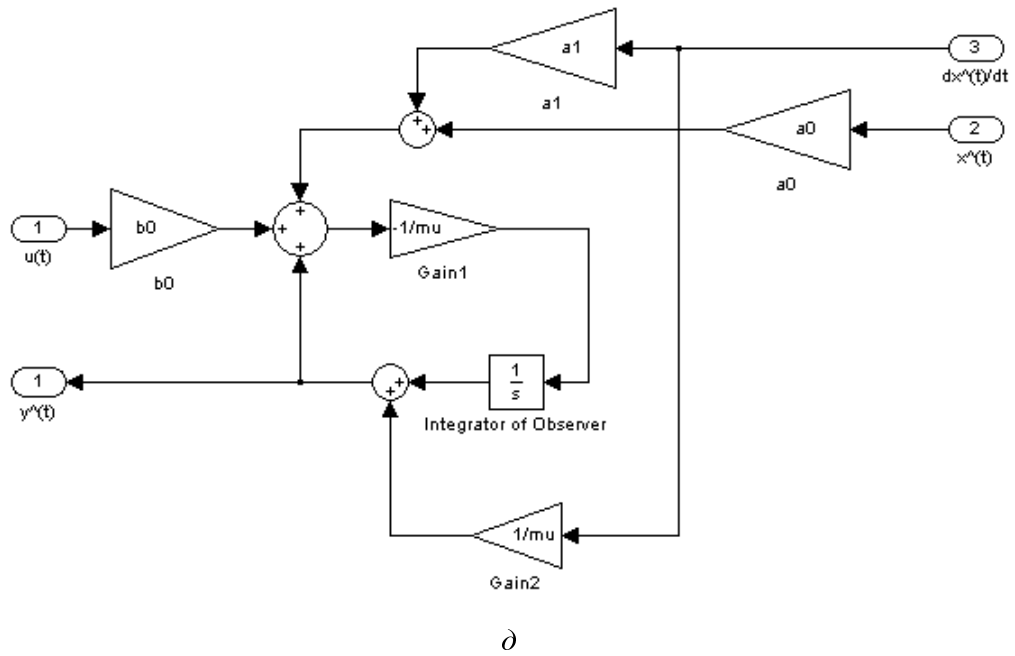 a1
3
dx^(t)/dt
a1
+
+
a0
2
x^(t)
a0
1
u(t)
b0
b0
+
+
+
-1/mu
Gain1
1
y^(t)
+
+
1
s
Integrator of Observer
1/mu
Gain2
д